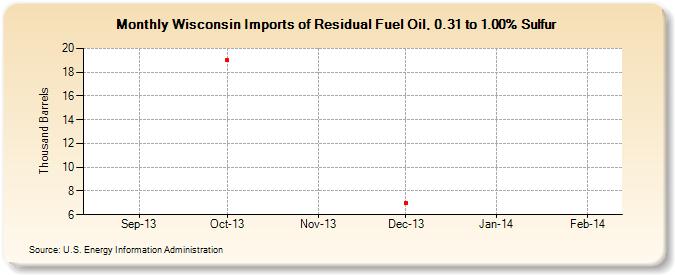 Monthly Wisconsin Imports of Residual Fuel Oil, 0.31 to 1.00% Sulfur
Thousand Barrels
20
18
16
14
12
10
8
6
Sep-13 Oct-13 Nov-13 Dec-13 Jan-14 Feb-14
Source: U.S. Energy Information Administration